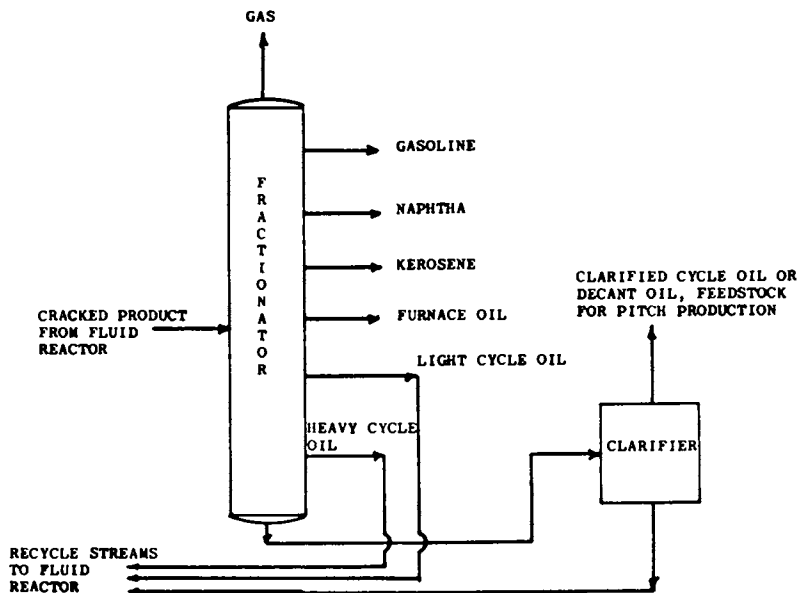 GAS
GASOLINE
FRACTIONATOR
NAPHTHA
KEROSENE
CLARIFIED CYCLE OIL OR
DECANT OIL, FEEDSTOCK
FOR PITCH PRODUCTION
CRACKED PRODUCT
FROM FLUID
REACTOR
FURNACE OIL
LIGHT CYCLE OIL
HEAVY CYCLE
OIL
CLARIFIER
RECYCLE STREAMS
TO FLUID
REACTOR